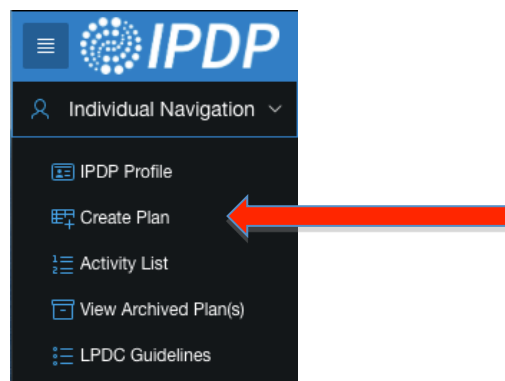 IPDP
Individual Navigation
IPDP Profile
Create Plan
Activity List
View Archived Plan(s)
LPDC Guidelines